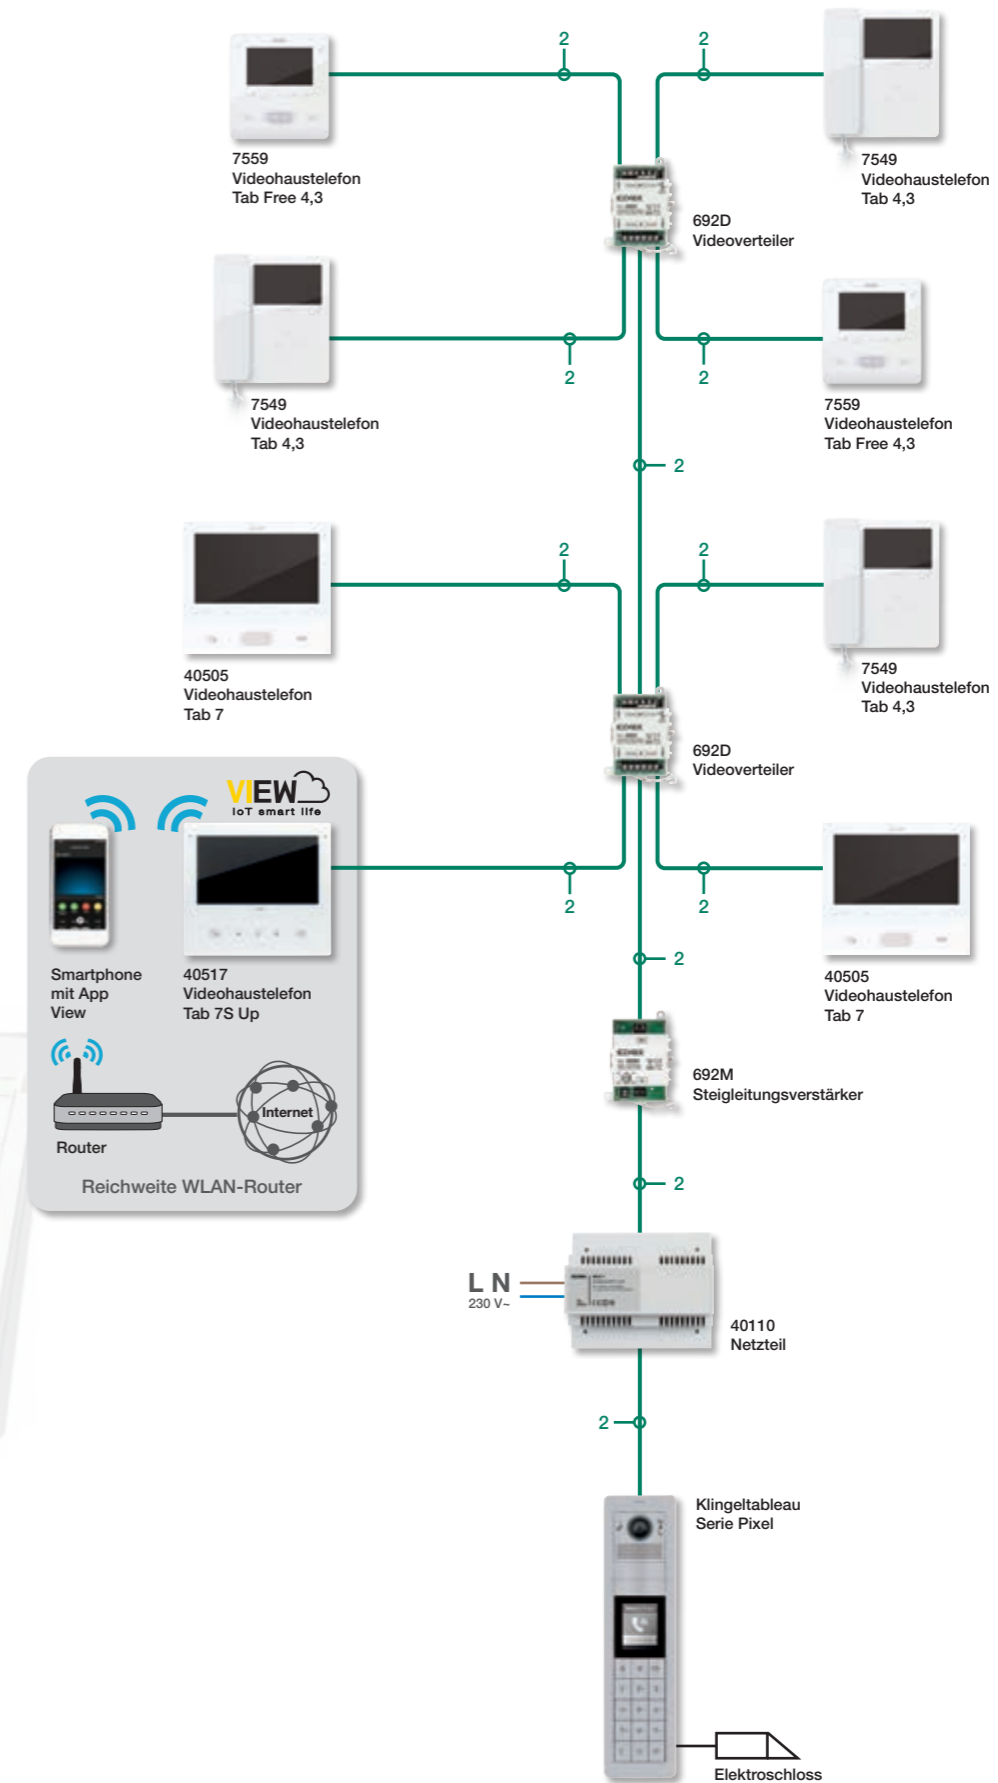 2
2
7559
Videohaustelefon
Tab Free 4,3
7549
Videohaustelefon
Tab 4,3
692D
Videoverteiler
2
2
7549
Videohaustelefon
Tab 4,3
7559
Videohaustelefon
Tab Free 4,3
2
2
2
40505
Videohaustelefon
Tab 7
7549
Videohaustelefon
Tab 4,3
692D
Videoverteiler
VIEW
IoT smart life
2
2
Smartphone
mit App
View
40517
Videohaustelefon
Tab 7S Up
2
40505
Videohaustelefon
Tab 7
692M
Steigleitungsverstärker
Internet
Router
Reichweite WLAN-Router
2
L N
230 V~
40110
Netzteil
2
Klingeltableau
Serie Pixel
Elektroschloss